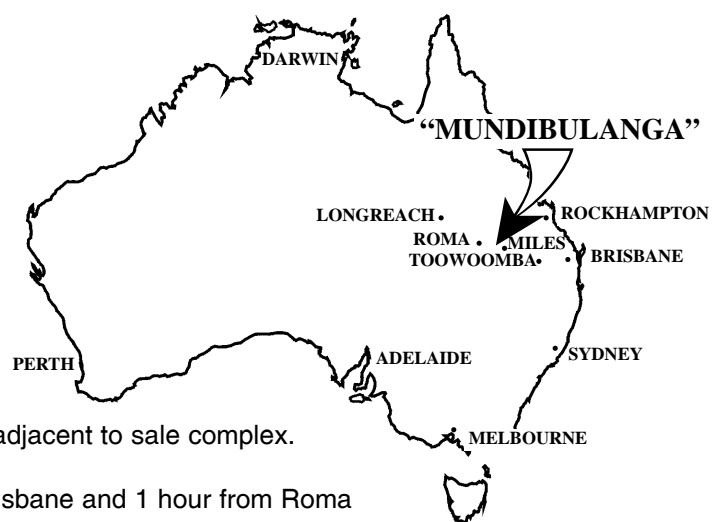 DARWIN
“MUNDIBULANGA”
LONGREACH
ROCKHAMPTON
ROMA
MILES
TOOWOOMBA
BRISBANE
PERTH
ADELAIDE
SYDNEY
adjacent to sale complex.
MELBOURNE
sbane and 1 hour from Roma